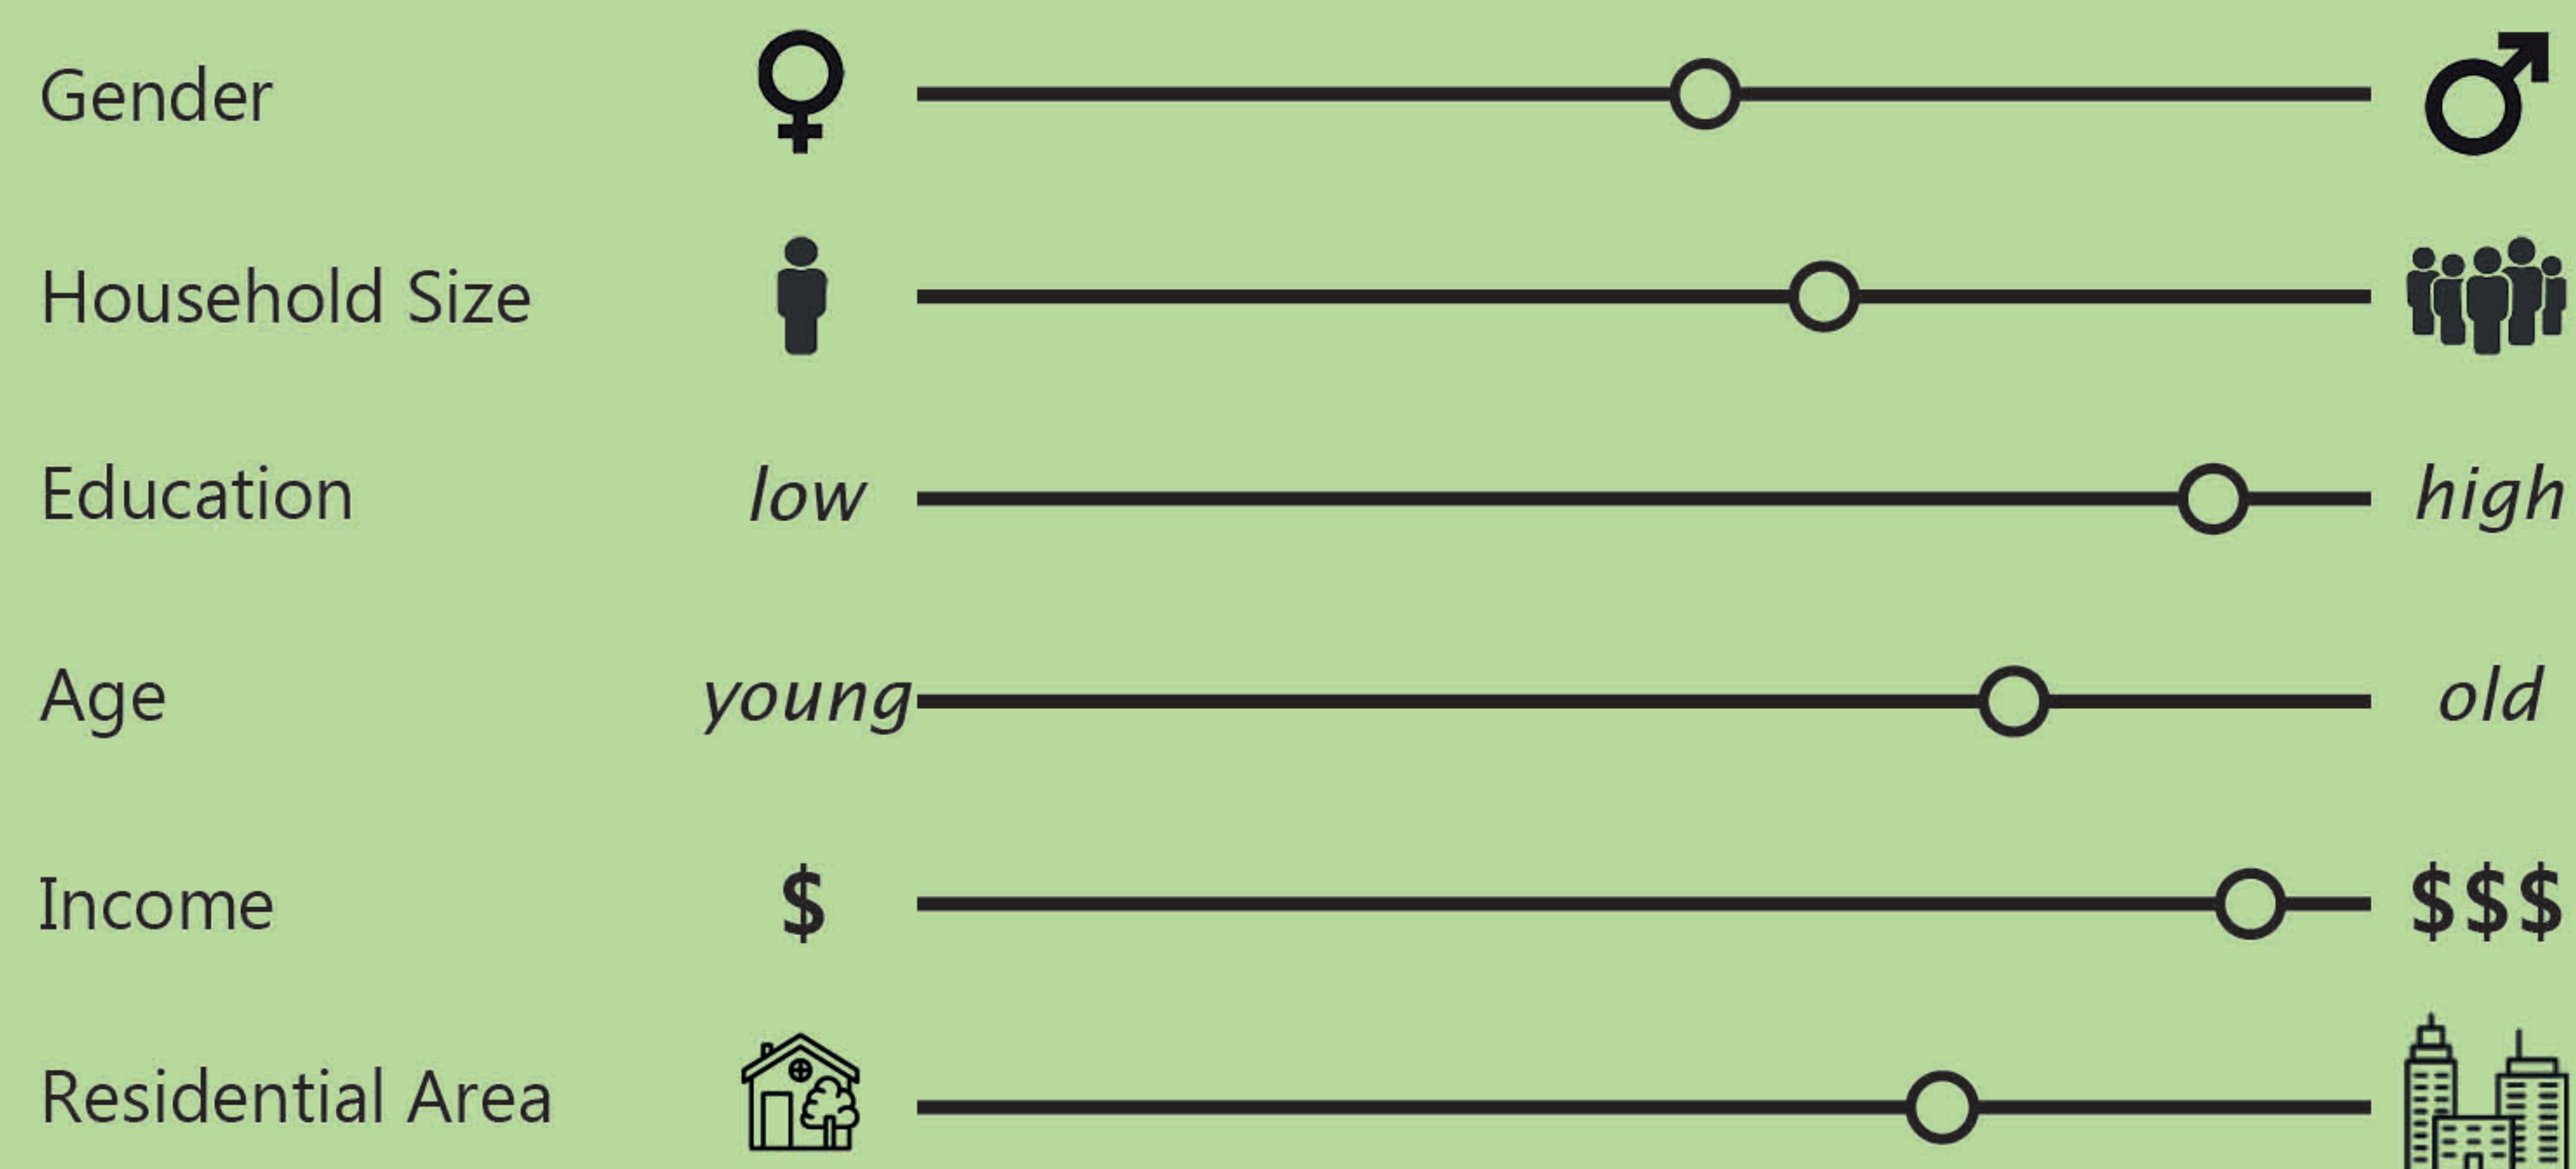 Gender
Household Size
Education low high
Age young old
Income $ $$$
Residential Area